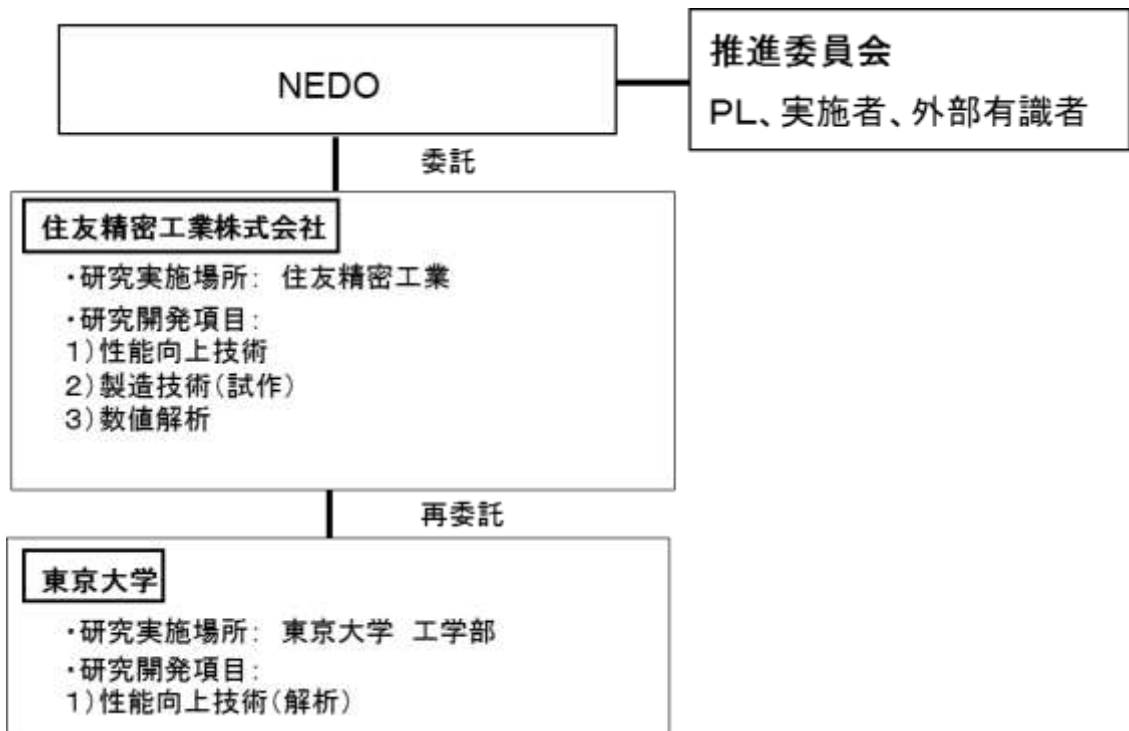 NEDO
推進委員会
PL、実施者、外部有識者
委託
住友精密工業株式会社
・研究実施場所： 住友精密工業
・研究開発項目：
1）性能向上技術
2）製造技術（試作）
3）数値解析
再委託
東京大学
・研究実施場所： 東京大学 工学部
・研究開発項目：
1）性能向上技術（解析）